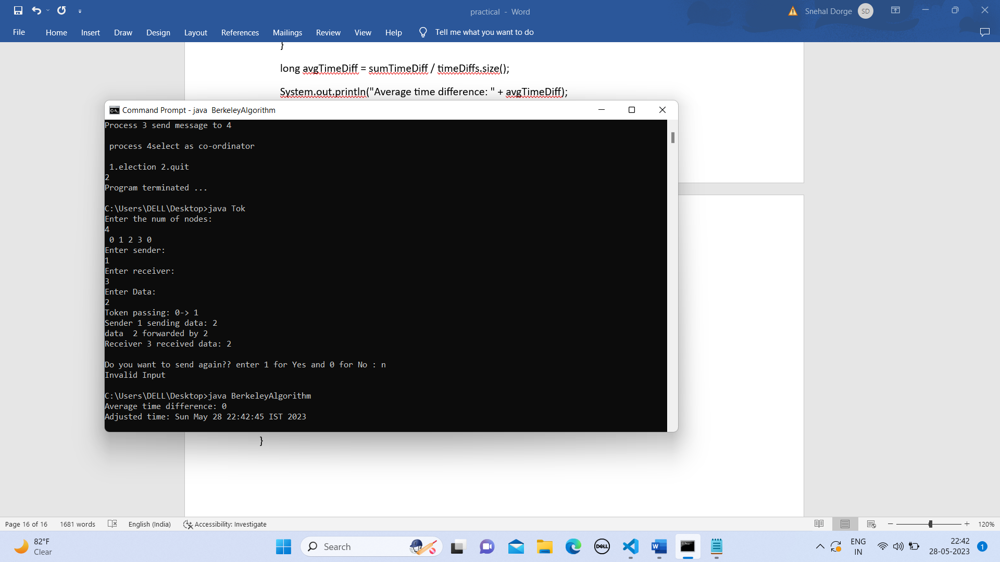 practical - Word
Snehal Dorge
SD
File
Home
Insert
Draw
Design
Layout
References
Mailings
Review
View
Help
Tell me what you want to do
}
long avgTimeDiff = sumTimeDiff / timeDiffs.size();
System.out.println("Average time difference: " + avgTimeDiff);
Command Prompt - java  BerkeleyAlgorithm
Process 3 send message to 4
process 4select as co-ordinator
1.election 2.quit
2
Program terminated ...
C:\Users\DELL\Desktop>java Tok
Enter the num of nodes:
4
0 1 2 3 0
Enter sender:
1
Enter receiver:
3
Enter Data:
2
Token passing: 0-> 1
Sender 1 sending data: 2
data  2 forwarded by 2
Receiver 3 received data: 2
Do you want to send again?? enter 1 for Yes and 0 for No : n
Invalid Input
C:\Users\DELL\Desktop>java BerkeleyAlgorithm
Average time difference: 0
Adjusted time: Sun May 28 22:42:45 IST 2023
}
Page 16 of 16
1681 words
English (India)
Accessibility: Investigate
120%
82°F
Clear
Search
DELL
ENG
IN
22:42
28-05-2023
1